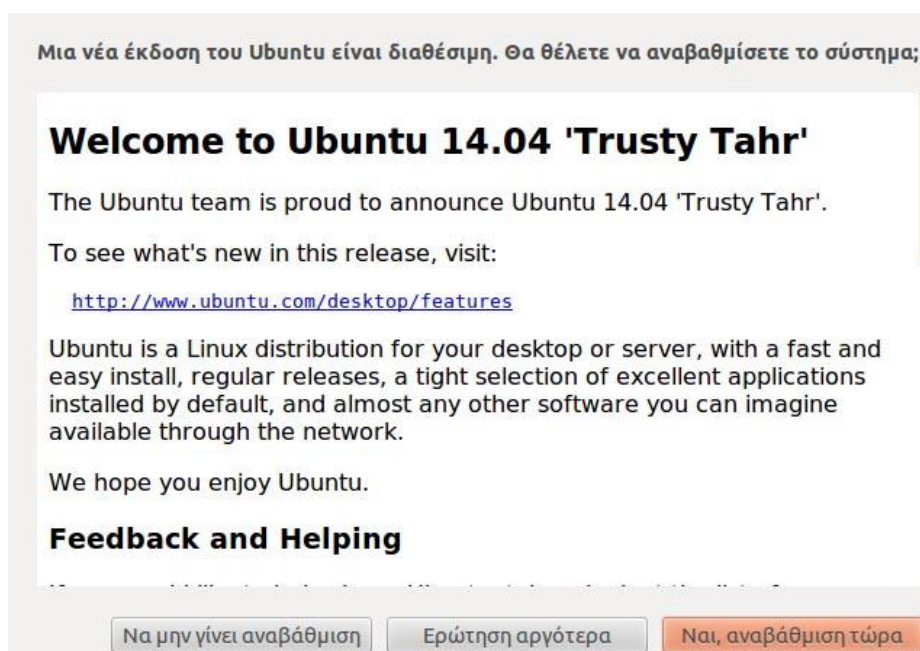 Μια νέα έκδοση του Ubuntu είναι διαθέσιμη. Θα θέλετε να αναβαθμίσετε το σύστημα;
Welcome to Ubuntu 14.04 'Trusty Tahr'
The Ubuntu team is proud to announce Ubuntu 14.04 'Trusty Tahr'.
To see what's new in this release, visit:
http://www.ubuntu.com/desktop/features
Ubuntu is a Linux distribution for your desktop or server, with a fast and
easy install, regular releases, a tight selection of excellent applications
installed by default, and almost any other software you can imagine
available through the network.
We hope you enjoy Ubuntu.
Feedback and Helping
Να μην γίνει αναβάθμιση
Ερώτηση αργότερα
Ναι, αναβάθμιση τώρα